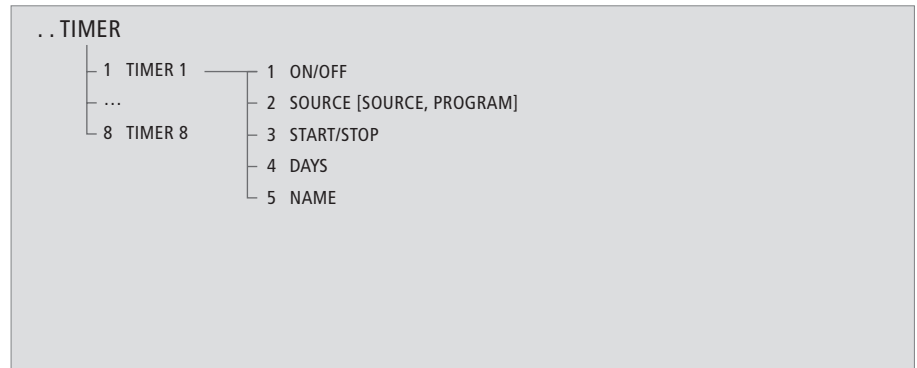 . . TIMER
1 TIMER 1
1 ON/OFF
...
2 SOURCE [SOURCE, PROGRAM]
8 TIMER 8
3 START/STOP
4 DAYS
5 NAME